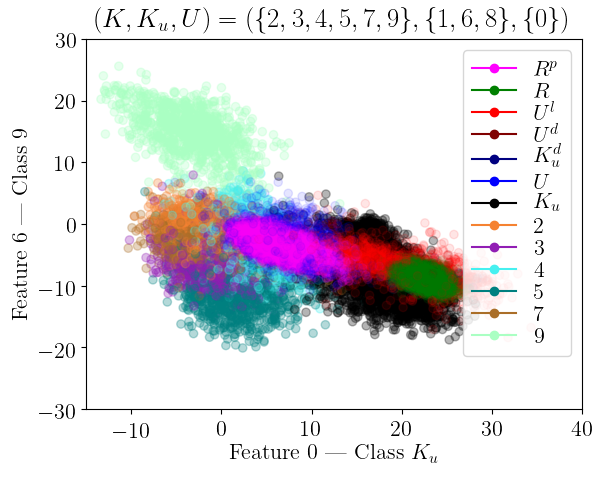 (K, K_u, U) = ({2, 3, 4, 5, 7, 9}, {1, 6, 8}, {0})
30
20
10
0
−10
−20
−30
Feature 6 — Class 9
R^p
R
U^l
U^d
K_u^d
U
K_u
2
3
4
5
7
9
−10
0
10
20
30
40
Feature 0 — Class K_u